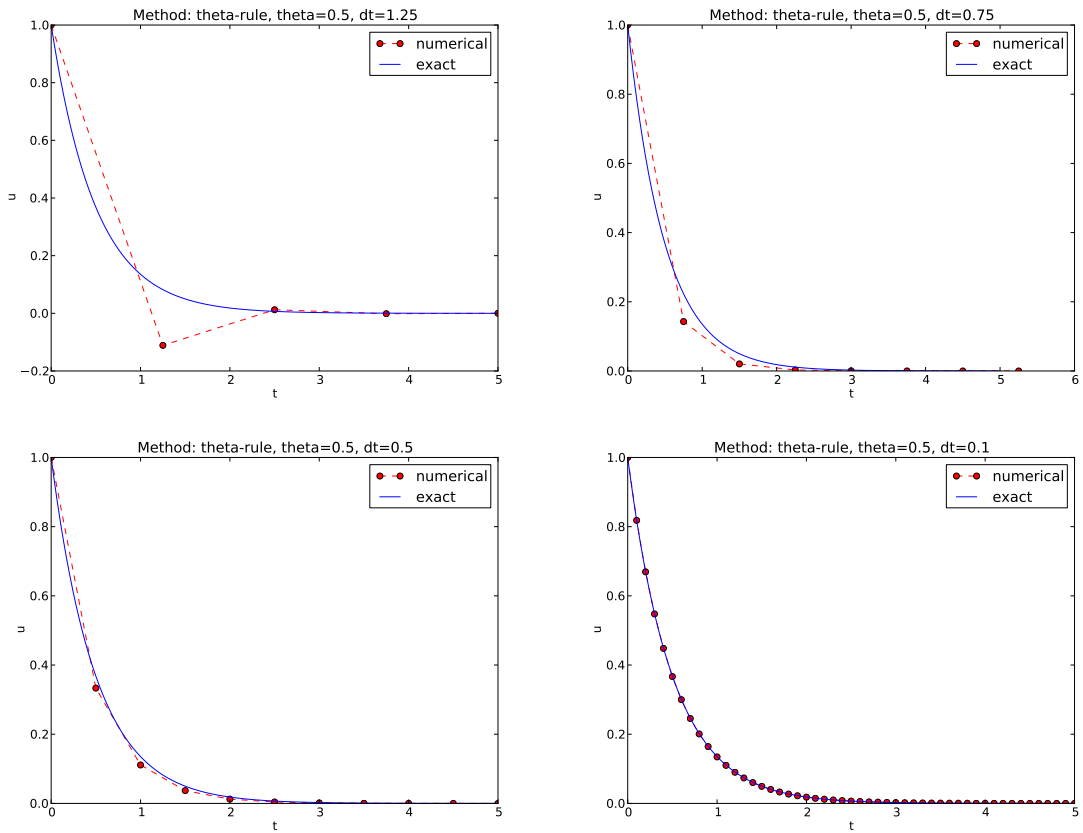 Method: theta-rule, theta=0.5, dt=1.25
numerical
exact
u
1.0
0.8
0.6
0.4
0.2
0.0
−0.2
0 1 2 3 4 5
t
Method: theta-rule, theta=0.5, dt=0.75
numerical
exact
u
1.0
0.8
0.6
0.4
0.2
0.0
0 1 2 3 4 5 6
t
Method: theta-rule, theta=0.5, dt=0.5
numerical
exact
u
1.0
0.8
0.6
0.4
0.2
0.0
0 1 2 3 4 5
t
Method: theta-rule, theta=0.5, dt=0.1
numerical
exact
u
1.0
0.8
0.6
0.4
0.2
0.0
0 1 2 3 4 5
t